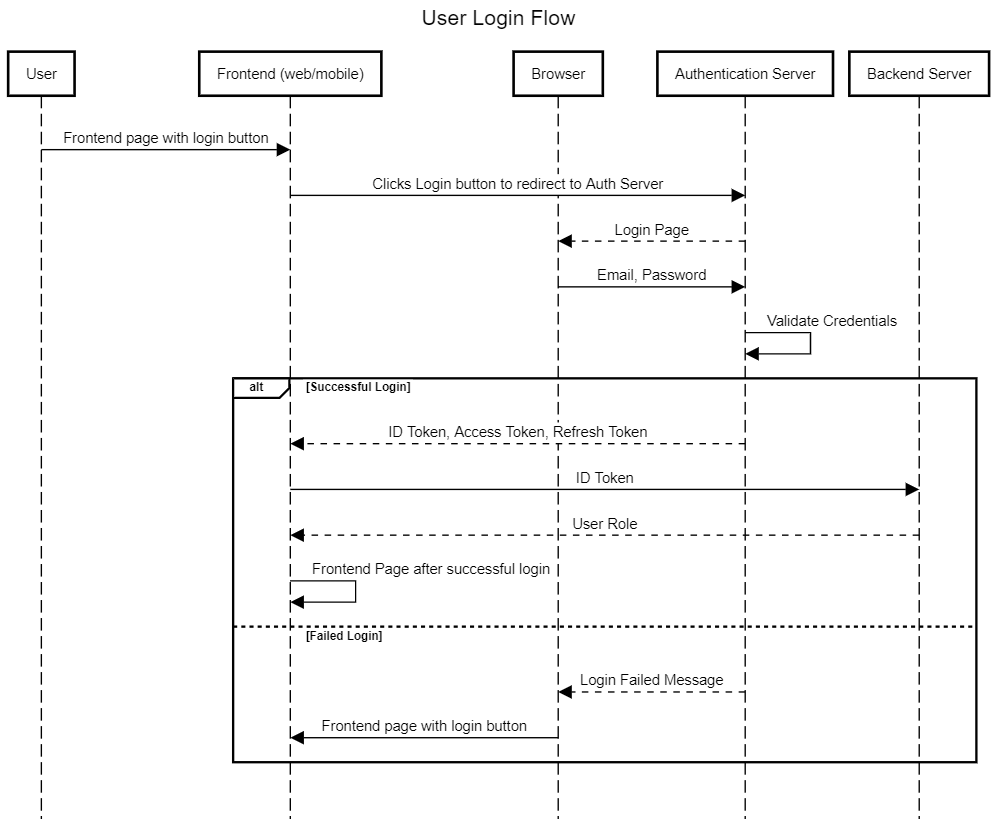 User Login Flow
User
Frontend (web/mobile)
Browser
Authentication Server
Backend Server
Frontend page with login button
Clicks Login button to redirect to Auth Server
Login Page
Email, Password
Validate Credentials
alt
[Successful Login]
ID Token, Access Token, Refresh Token
ID Token
User Role
Frontend Page after successful login
[Failed Login]
Login Failed Message
Frontend page with login button